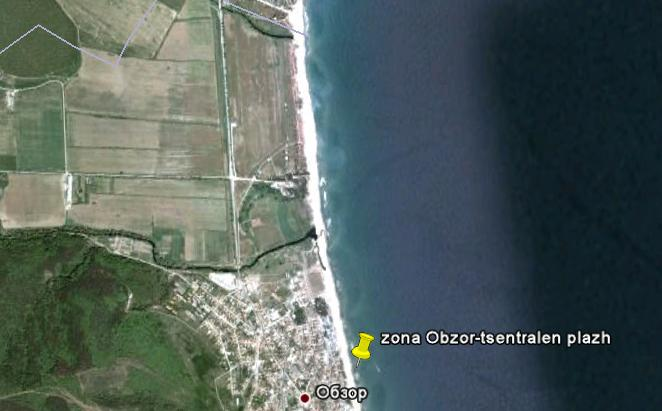 zona Obzor-tsentralen plazh
Обзор